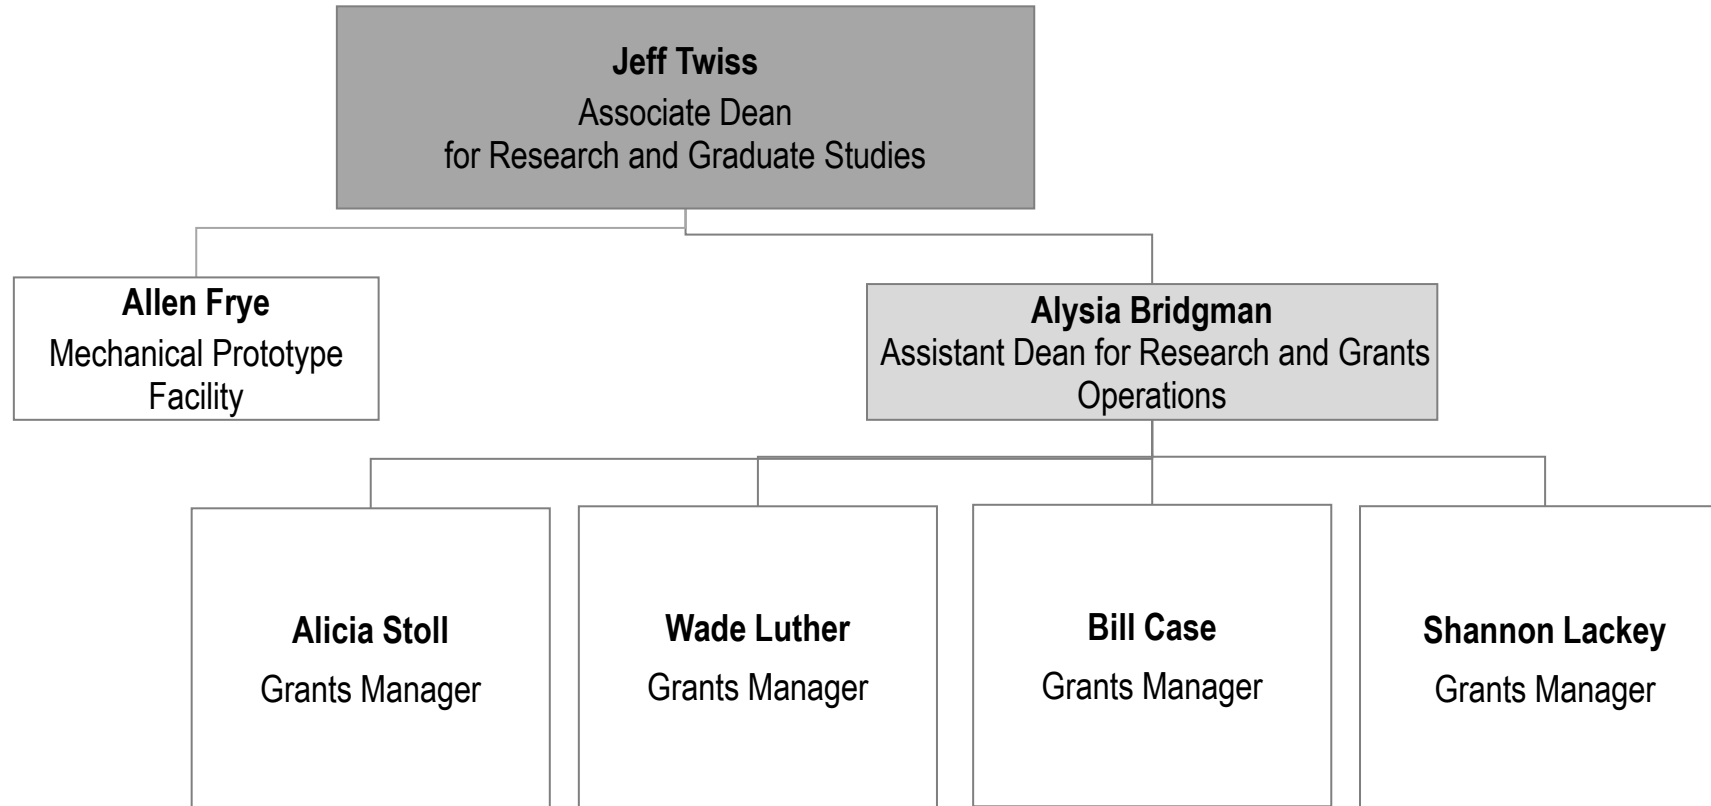 Jeff Twiss
Associate Dean
for Research and Graduate Studies
Allen Frye
Mechanical Prototype
Facility
Alysia Bridgman
Assistant Dean for Research and Grants
Operations
Alicia Stoll
Grants Manager
Wade Luther
Grants Manager
Bill Case
Grants Manager
Shannon Lackey
Grants Manager